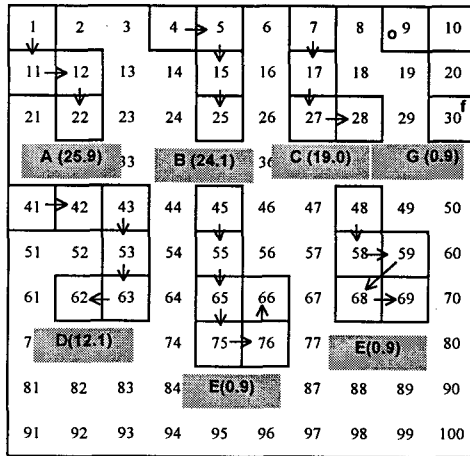 1 2 3 4 5 6 7 8 o 9 10
11 12 13 14 15 16 17 18 19 20
21 22 23 24 25 26 27 28 29 30 f
A (25.9) 33 B (24.1) 36 C (19.0) G (0.9)
41 42 43 44 45 46 47 48 49 50
51 52 53 54 55 56 57 58 59 60
61 62 63 64 65 66 67 68 69 70
7 D(12.1) 74 75 76 77 E(0.9) 80
81 82 83 84 E(0.9) 87 88 89 90
91 92 93 94 95 96 97 98 99 100